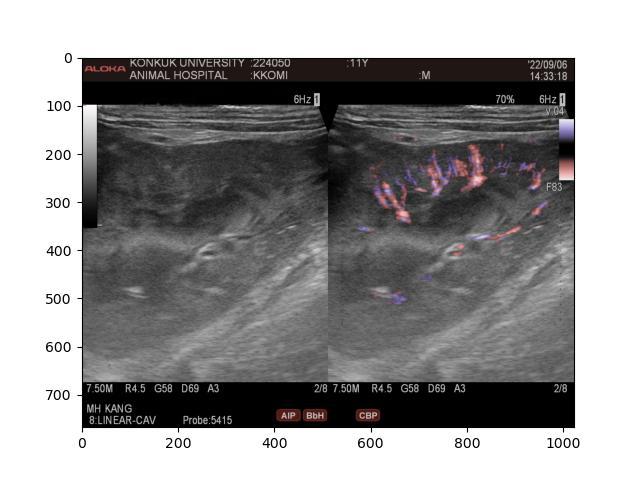 ALOKA KONKUK UNIVERSITY :224050 :11Y '22/09/06
ANIMAL HOSPITAL :KKOMI :M 14:33:18
6Hz 1 70% 6Hz 1
v.04
F83
7.50M R4.5 G58 D69 A3 2/8 7.50M R4.5 G58 D69 A3 2/8
MH KANG
8:LINEAR-CAV Probe:5415 AIP BbH CBP
0
100
200
300
400
500
600
700
0 200 400 600 800 1000